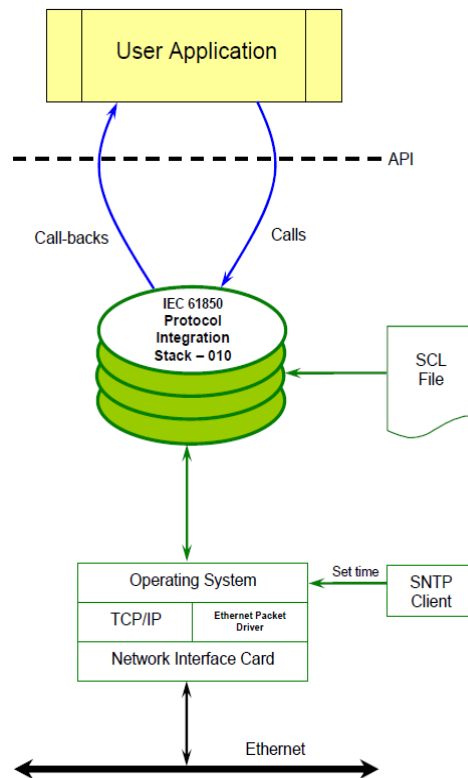 User Application
API
Call-backs
Calls
IEC 61850
Protocol
Integration
Stack – 010
SCL
File
Operating System
Set time
SNTP
Client
TCP/IP
Ethernet Packet
Driver
Network Interface Card
Ethernet